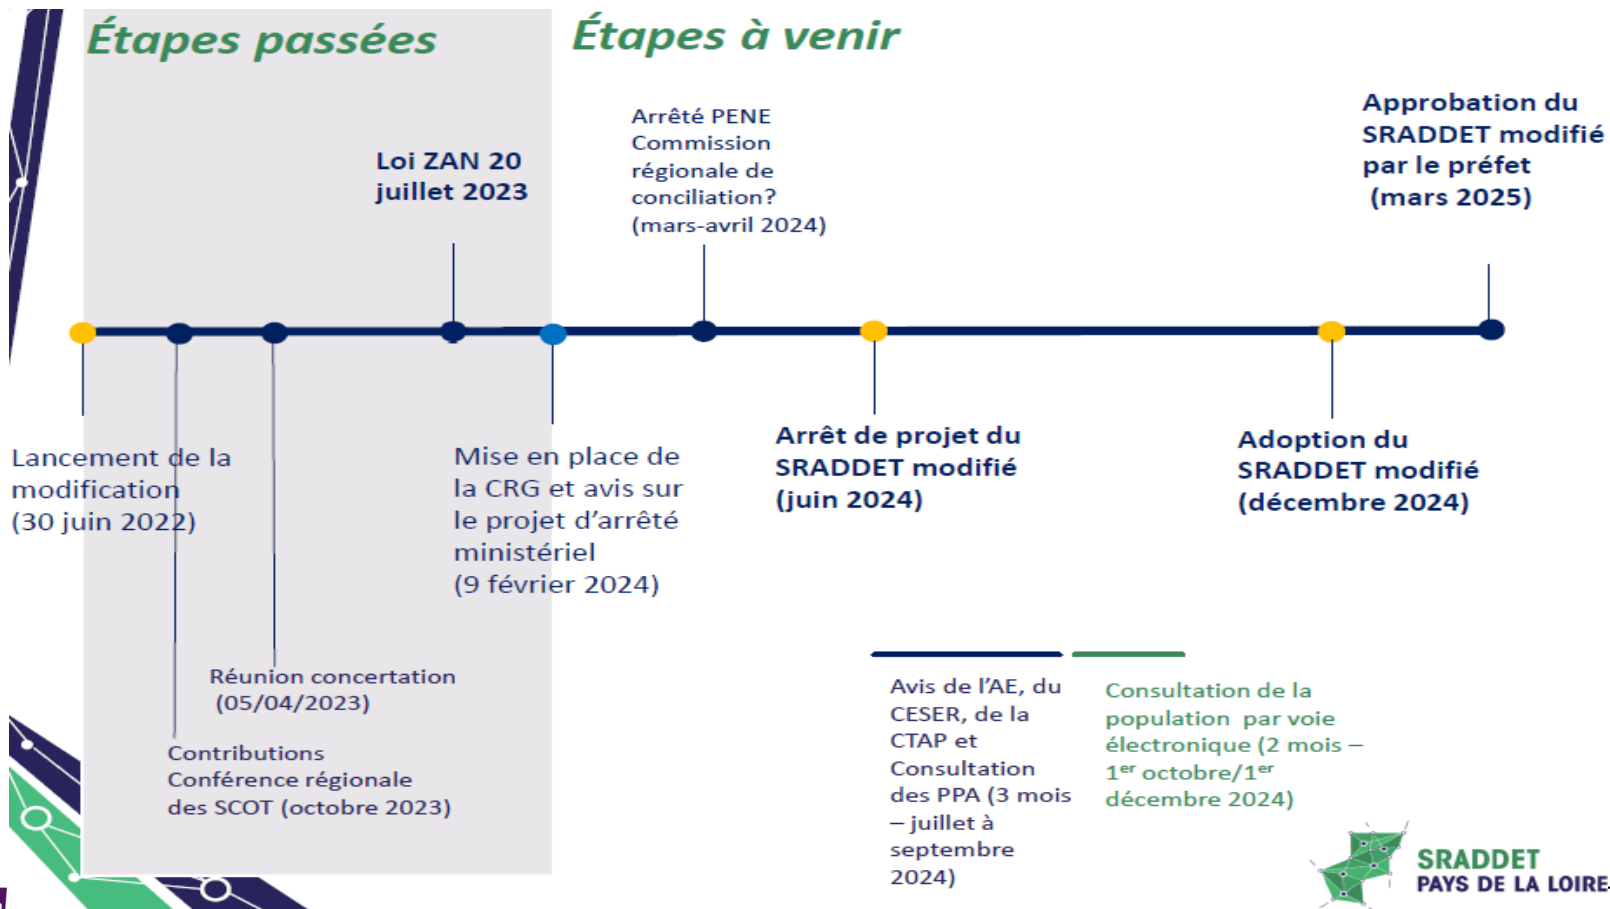 Étapes passées
Étapes à venir
Loi ZAN 20
juillet 2023
Arrêté PENE
Commission
régionale de
conciliation?
(mars-avril 2024)
Approbation du
SRADDET modifié
par le préfet
(mars 2025)
Lancement de la
modification
(30 juin 2022)
Mise en place de
la CRG et avis sur
le projet d'arrêté
ministériel
(9 février 2024)
Arrêt de projet du
SRADDET modifié
(juin 2024)
Adoption du
SRADDET modifié
(décembre 2024)
Réunion concertation
(05/04/2023)
Contributions
Conférence régionale
des SCOT (octobre 2023)
Avis de l'AE, du
CESER, de la
CTAP et
Consultation
des PPA (3 mois
– juillet à
septembre
2024)
Consultation de la
population par voie
électronique (2 mois –
1er octobre/1er
décembre 2024)
SRADDET
PAYS DE LA LOIRE